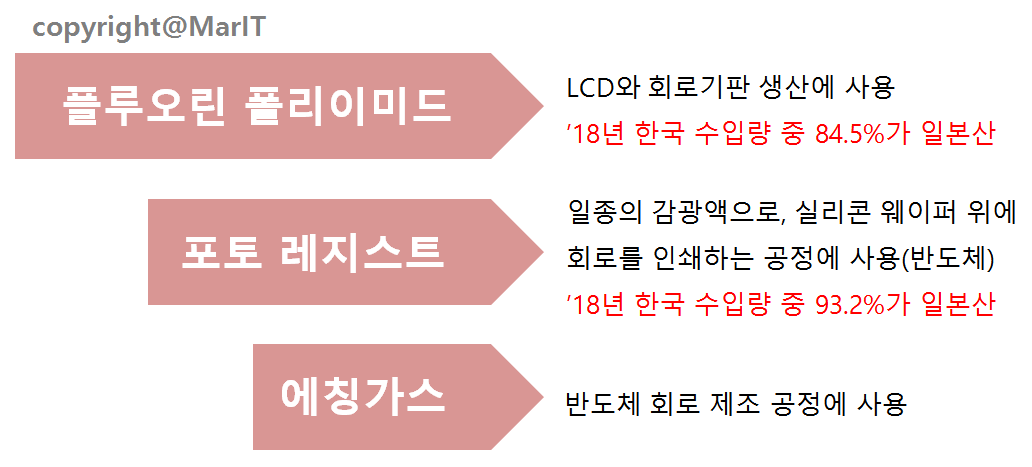 copyright@MarIT
플루오린 폴리이미드
LCD와 회로기판 생산에 사용
’18년 한국 수입량 중 84.5%가 일본산
포토 레지스트
일종의 감광액으로, 실리콘 웨이퍼 위에
회로를 인쇄하는 공정에 사용(반도체)
’18년 한국 수입량 중 93.2%가 일본산
에칭가스
반도체 회로 제조 공정에 사용